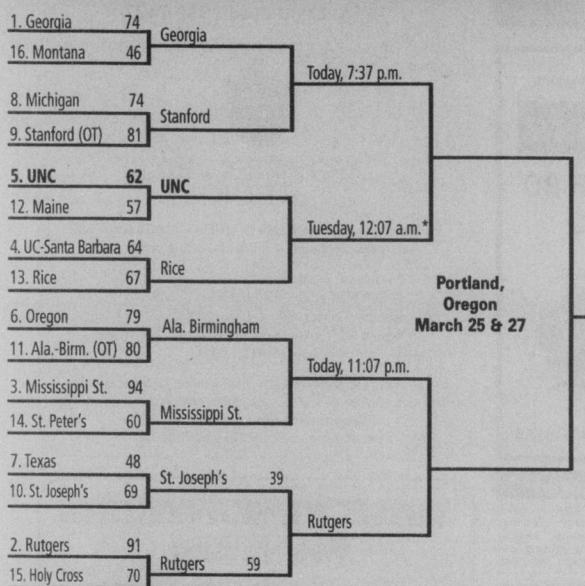 1. Georgia 74
Georgia
16. Montana 46
Today, 7:37 p.m.
8. Michigan 74
Stanford
9. Stanford (OT) 81
5. UNC 62
UNC
12. Maine 57
Tuesday, 12:07 a.m.*
4. UC-Santa Barbara 64
Rice
13. Rice 67
Portland,
Oregon
March 25 & 27
6. Oregon 79
Ala. Birmingham
11. Ala.-Birm. (OT) 80
Today, 11:07 p.m.
3. Mississippi St. 94
Mississippi St.
14. St. Peter's 60
7. Texas 48
St. Joseph's 39
10. St. Joseph's 69
Rutgers
2. Rutgers 91
Rutgers 59
15. Holy Cross 70